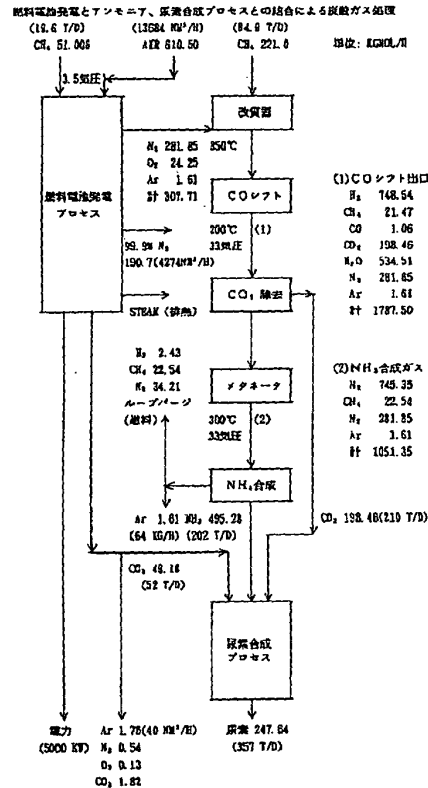 燃料電池発電とアンモニア、尿素合成プロセスとの結合による炭酸ガス処理
(19.6 T/D) (13684 NM³/H) (84.9 T/D)
CH₄ 51.006 AIR 610.50 CH₄ 221.0 単位: KGMOL/H
3.5気圧
改質器
N₂ 281.85 850℃
O₂ 24.25
Ar 1.61
計 307.71
燃料電池発電
プロセス
COシフト
(1)COシフト出口
H₂ 748.54
CH₄ 21.47
CO 1.06
CO₂ 198.46
H₂O 534.51
N₂ 281.85
Ar 1.61
計 1787.50
200℃ (1)
33気圧
99.9% N₂
190.7(4274NM³/H)
CO₂ 除去
STEAM (排熱)
H₂ 2.43
CH₄ 22.54
N₂ 34.21
ループパージ
(燃料)
メタネータ
300℃ (2)
33気圧
(2)NH₃合成ガス
H₂ 745.35
CH₄ 22.54
N₂ 281.85
Ar 1.61
計 1051.35
NH₃合成
Ar 1.61 NH₃ 495.28
(64 KG/H) (202 T/D)
CO₂ 198.46(210 T/D)
CO₂ 49.18
(52 T/D)
尿素合成
プロセス
電力
(5000 KW)
Ar 1.78(40 NM³/H)
N₂ 0.54
O₂ 0.13
CO₂ 1.82
尿素 247.64
(357 T/D)